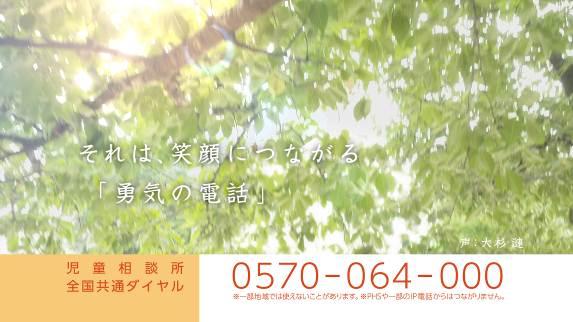 それは、笑顔につながる
「勇気の電話」
声：大杉 漣
児童相談所
全国共通ダイヤル
0570-064-000
※一部地域では使えないことがあります。※PHSや一部のIP電話からはつながりません。